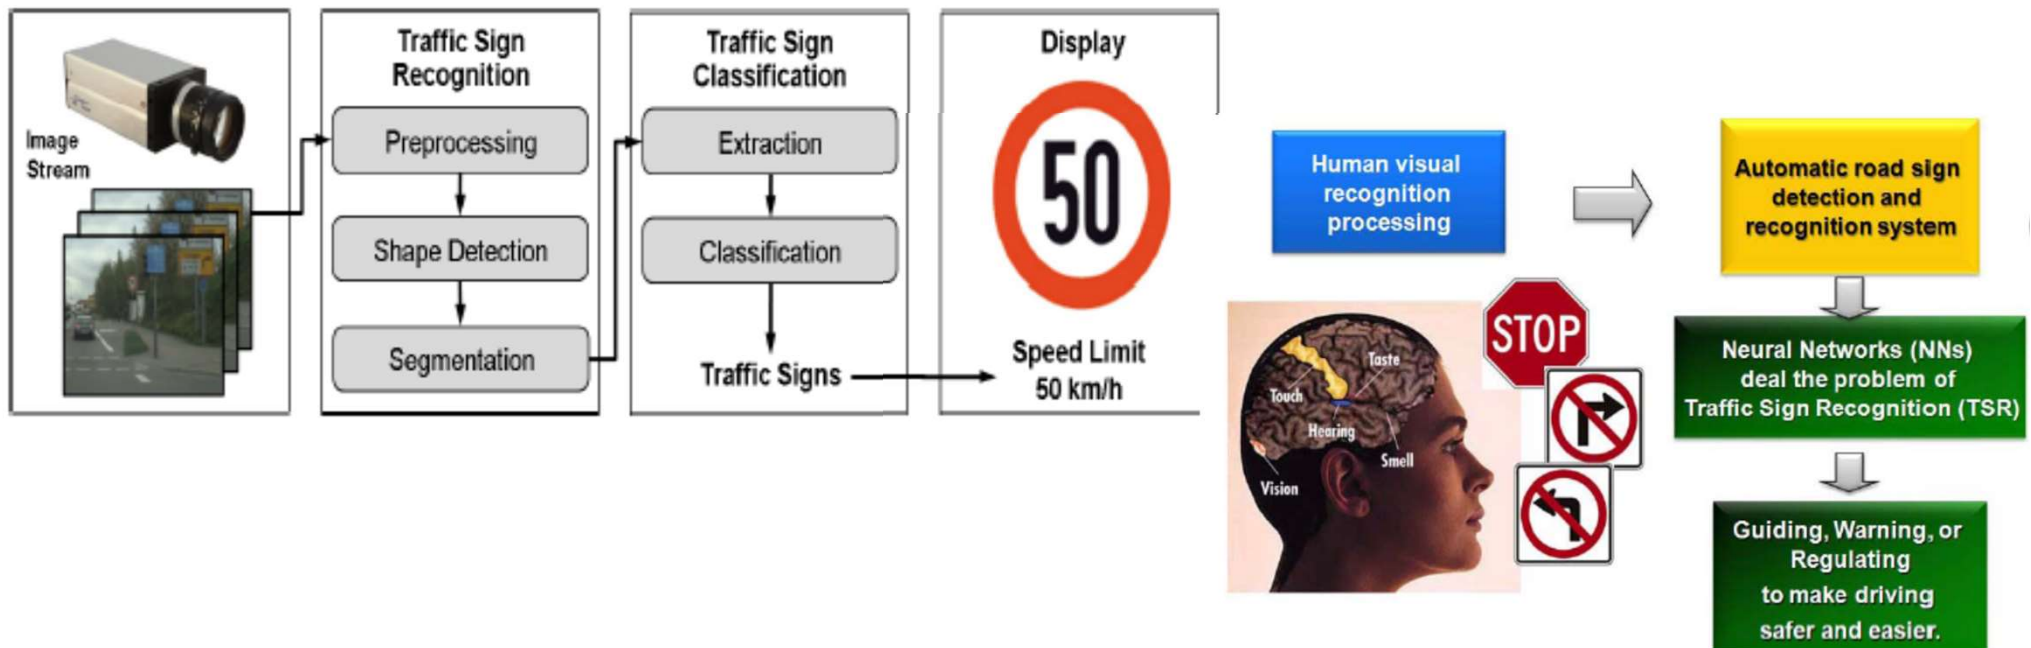 Image
Stream
Traffic Sign
Recognition
Preprocessing
Shape Detection
Segmentation
Traffic Sign
Classification
Extraction
Classification
Traffic Signs
Display
50
Speed Limit
50 km/h
Human visual
recognition
processing
Automatic road sign
detection and
recognition system
STOP
Taste
Touch
Hearing
Smell
Vision
Neural Networks (NNs)
deal the problem of
Traffic Sign Recognition (TSR)
Guiding, Warning, or
Regulating
to make driving
safer and easier.